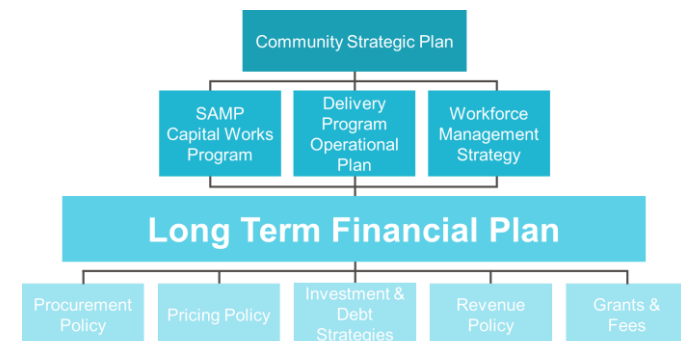 Community Strategic Plan
SAMP
Capital Works
Program
Delivery
Program
Operational
Plan
Workforce
Management
Strategy
Long Term Financial Plan
Procurement
Policy
Pricing Policy
Investment &
Debt
Strategies
Revenue
Policy
Grants &
Fees